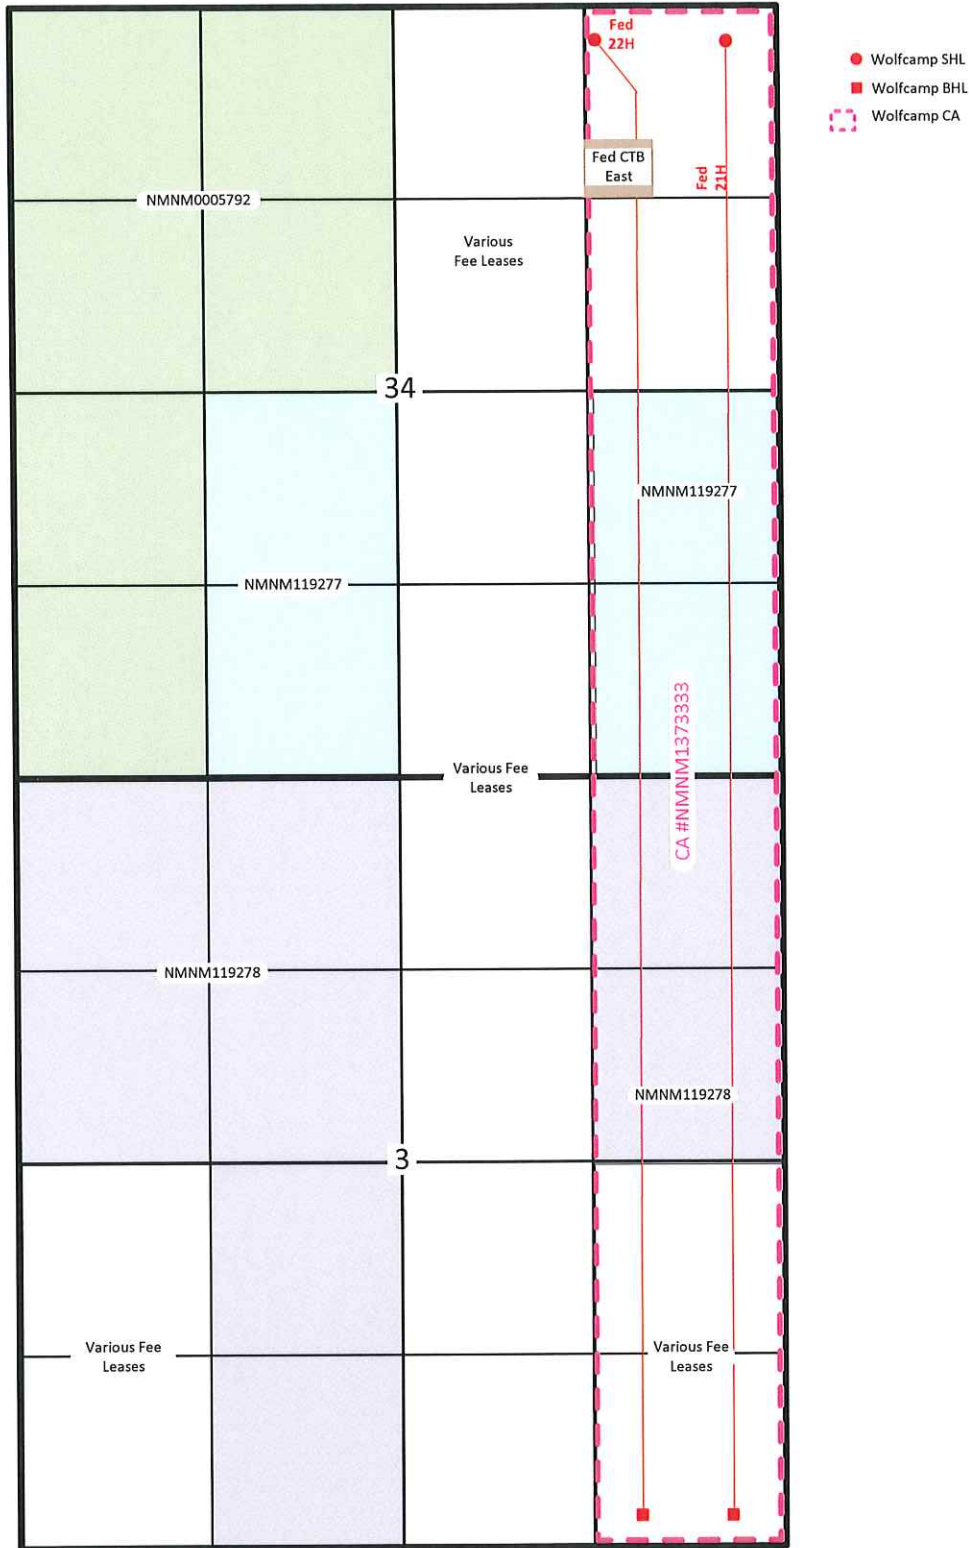 Fed
22H
Wolfcamp SHL
Wolfcamp BHL
Wolfcamp CA
Fed CTB
East
Fed
21H
NMNM0005792
Various
Fee Leases
34
NMNM119277
NMNM119277
CA #NMNM1373333
Various Fee
Leases
NMNM119278
NMNM119278
3
Various Fee
Leases
Various Fee
Leases